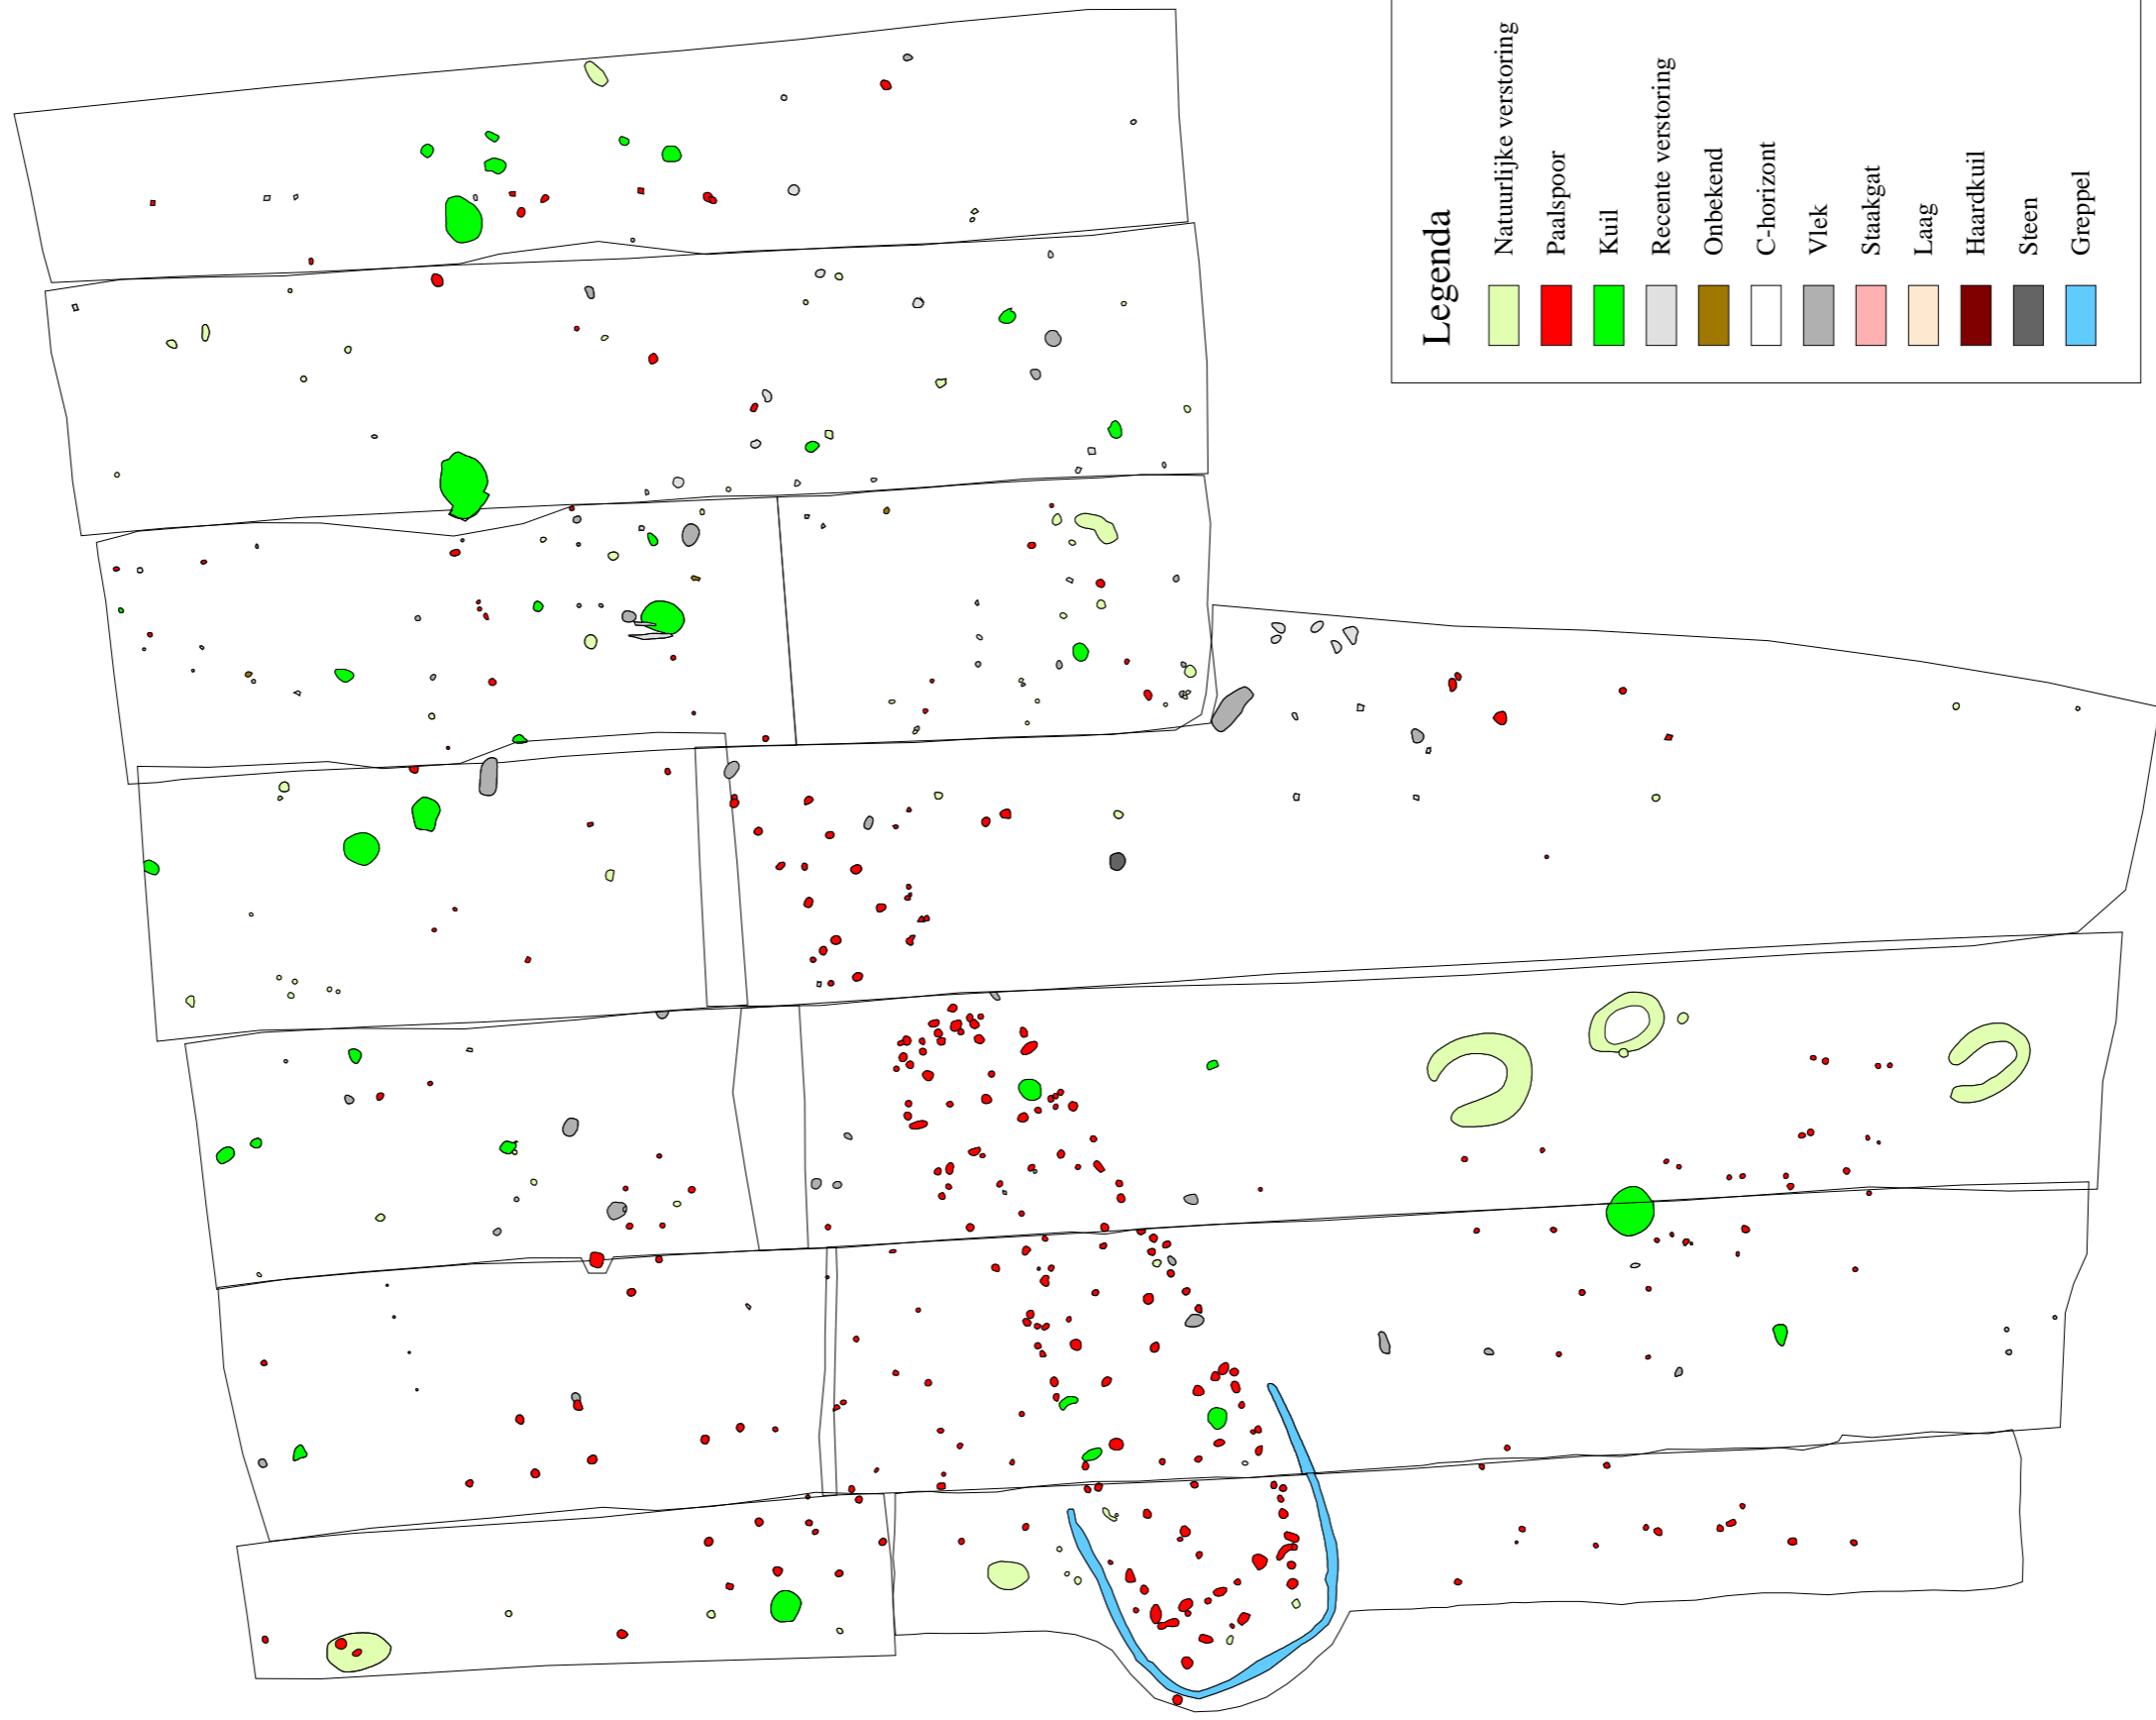 Legenda
Natuurlijke verstoring
Paalspoor
Kuil
Recente verstoring
Onbekend
C-horizont
Vlek
Staakgat
Laag
Haardkuil
Steen
Greppel